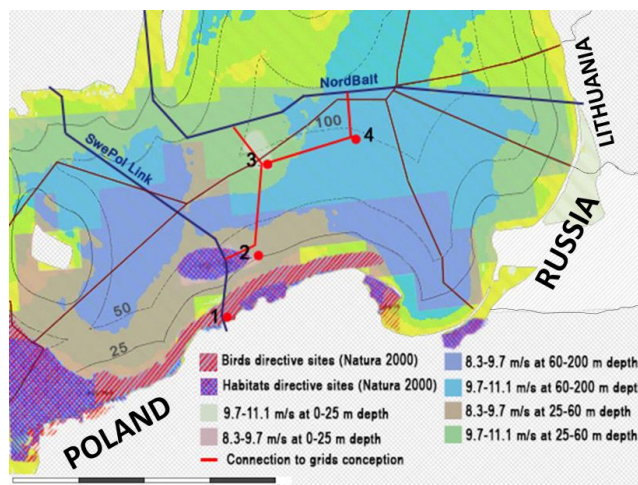 NordBalt
LITHUANIA
100
4
SwePol Link
3
RUSSIA
2
50
1
25
POLAND
Birds directive sites (Natura 2000)
Habitats directive sites (Natura 2000)
9.7-11.1 m/s at 0-25 m depth
8.3-9.7 m/s at 0-25 m depth
Connection to grids conception
8.3-9.7 m/s at 60-200 m depth
9.7-11.1 m/s at 60-200 m depth
8.3-9.7 m/s at 25-60 m depth
9.7-11.1 m/s at 25-60 m depth